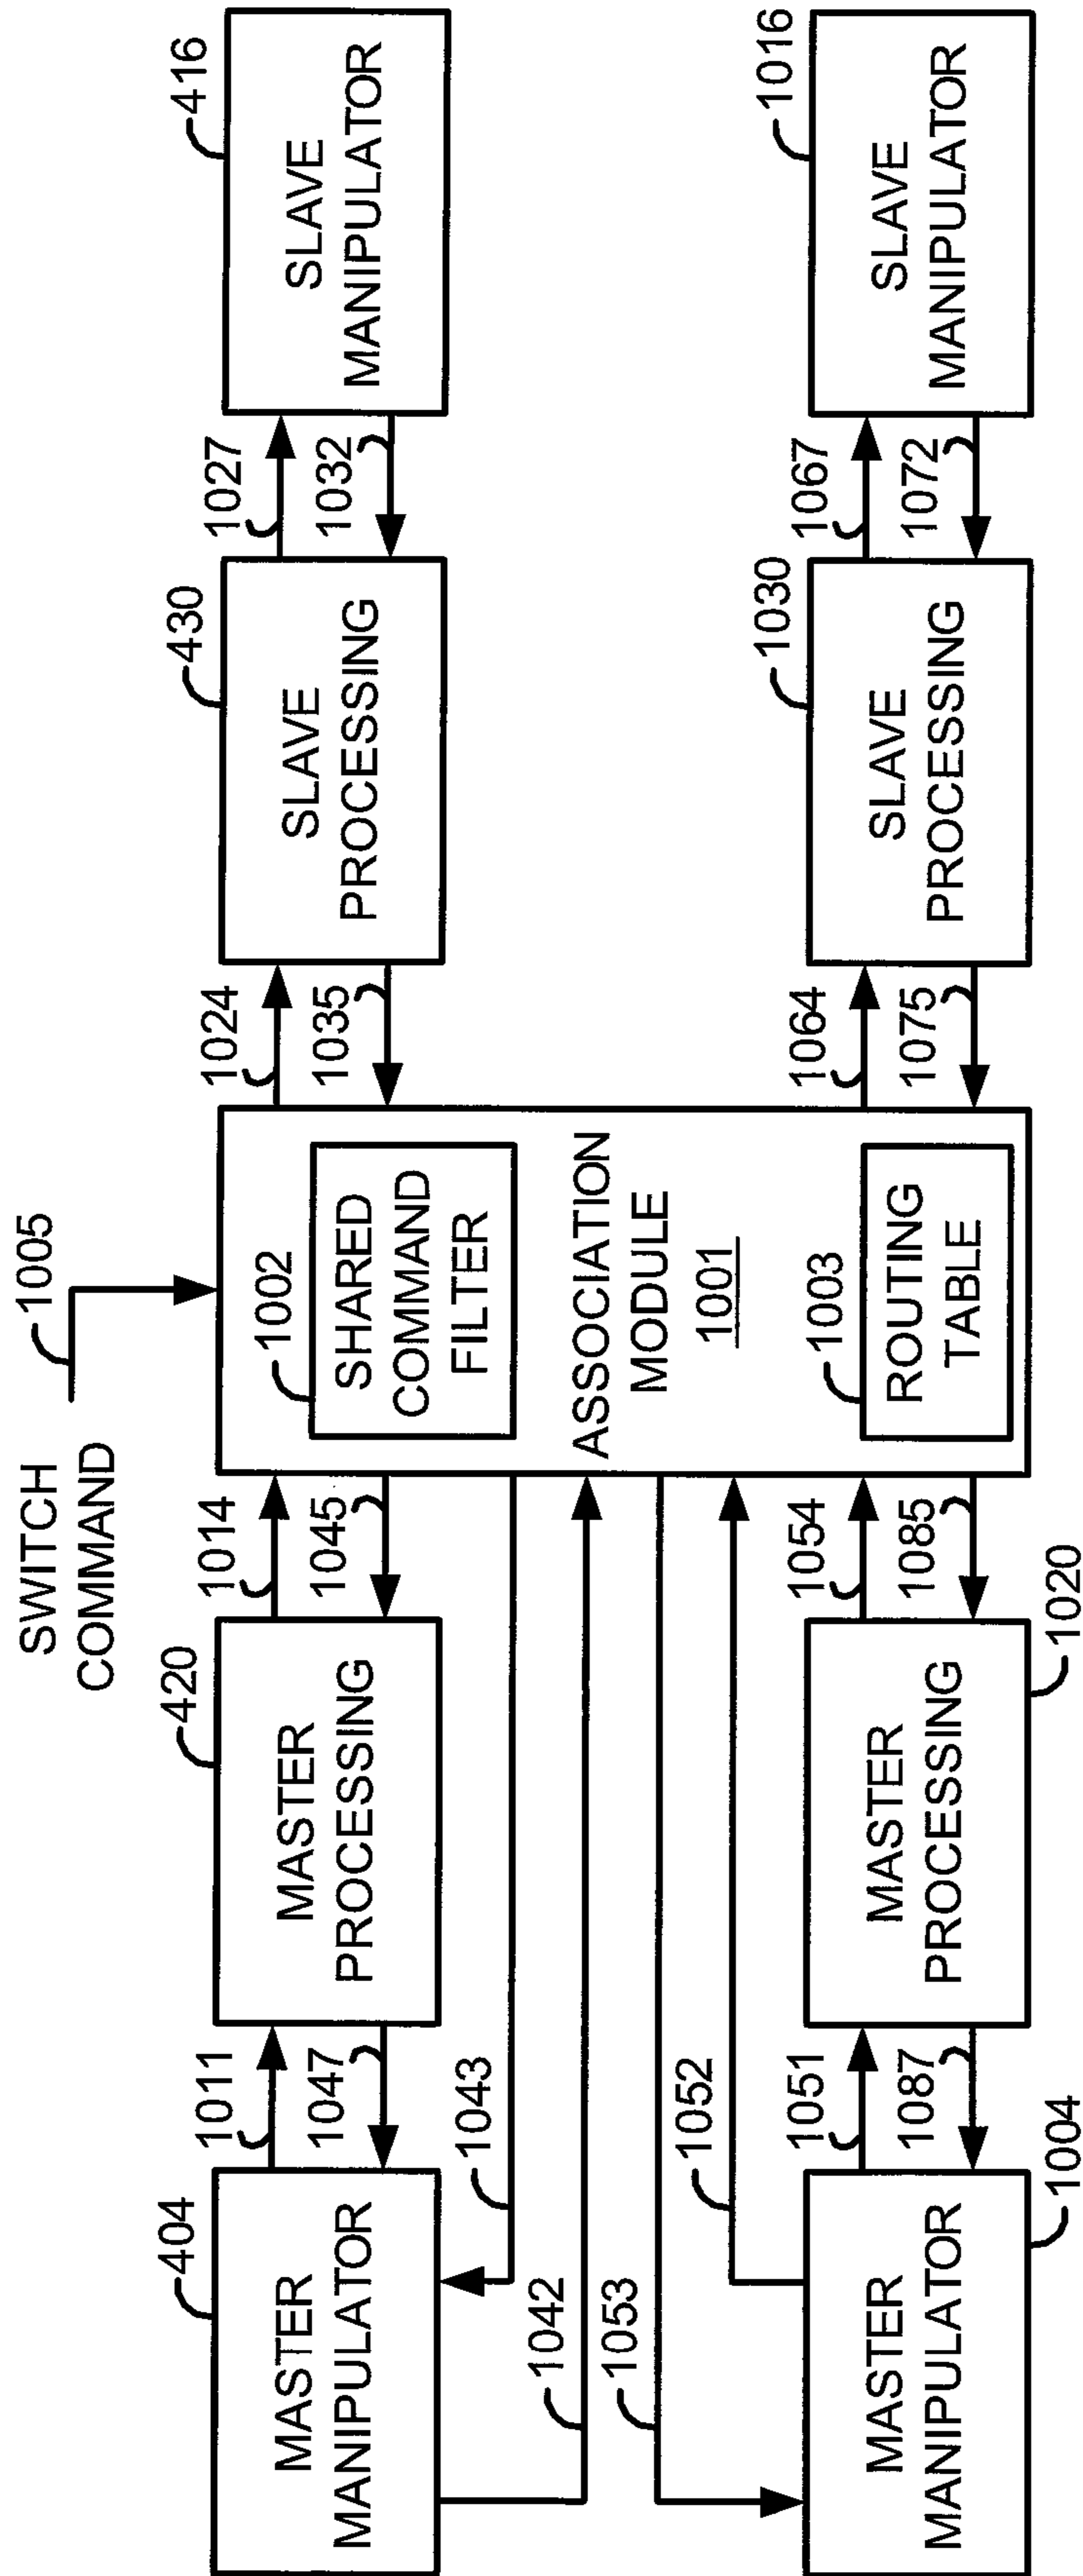 SWITCH
COMMAND
1005
404
MASTER
MANIPULATOR
1011
1047
420
MASTER
PROCESSING
1014
1045
1002
SHARED
COMMAND
FILTER
ASSOCIATION
MODULE
1001
1003
ROUTING
TABLE
1024
1035
430
SLAVE
PROCESSING
1027
1032
416
SLAVE
MANIPULATOR
1043
1042
1053
1052
MASTER
MANIPULATOR
1004
1051
1087
MASTER
PROCESSING
1020
1054
1085
1064
1075
1030
SLAVE
PROCESSING
1067
1072
1016
SLAVE
MANIPULATOR